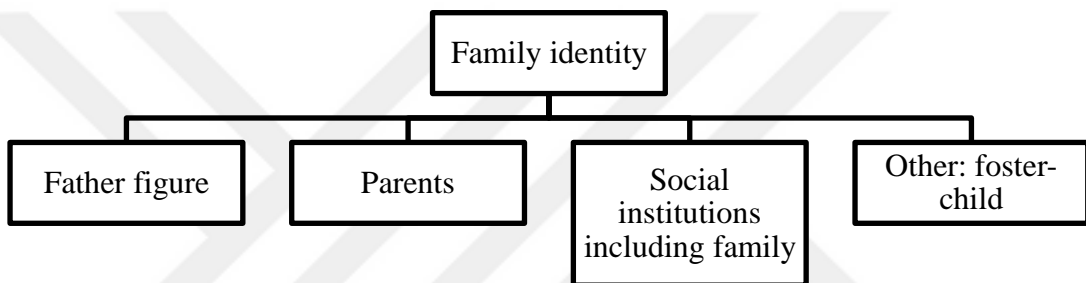 Family identity
Father figure
Parents
Social
institutions
including family
Other: foster-
child